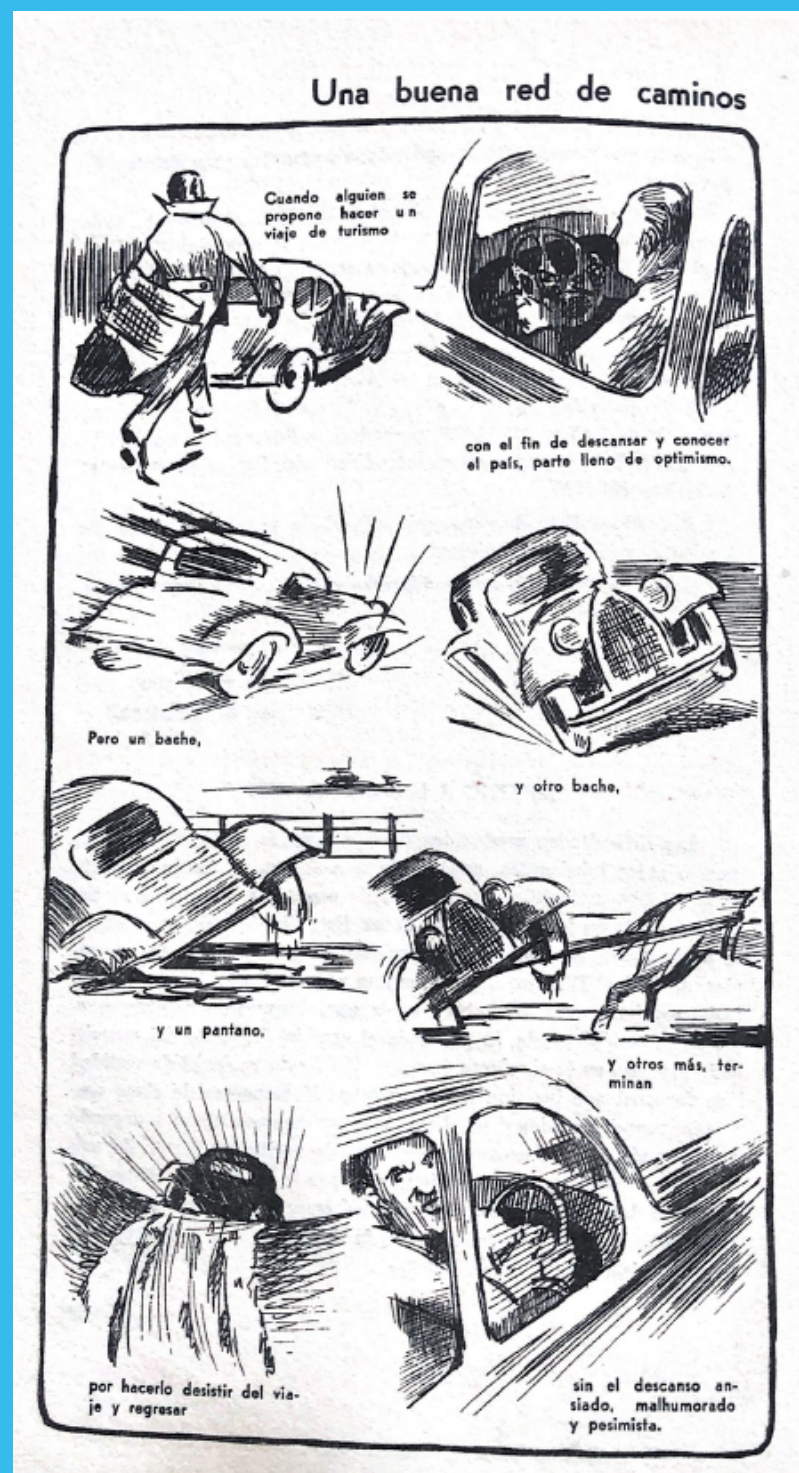 Una buena red de caminos
Cuando alguien se
propone hacer un
viaje de turismo
con el fin de descansar y conocer
el país, parte lleno de optimismo.
Pero un bache,
y otro bache,
y un pantano,
y otros más, ter-
minan
por hacerlo desistir del via-
je y regresar
sin el descanso an-
siado, malhumorado
y pesimista.